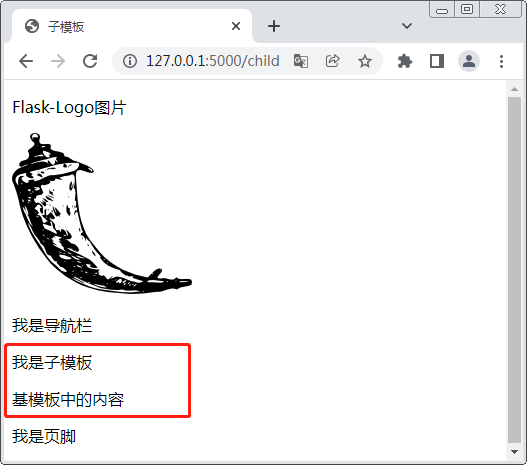 子模板
127.0.0.1:5000/child
Flask-Logo图片
我是导航栏
我是子模板
基模板中的内容
我是页脚